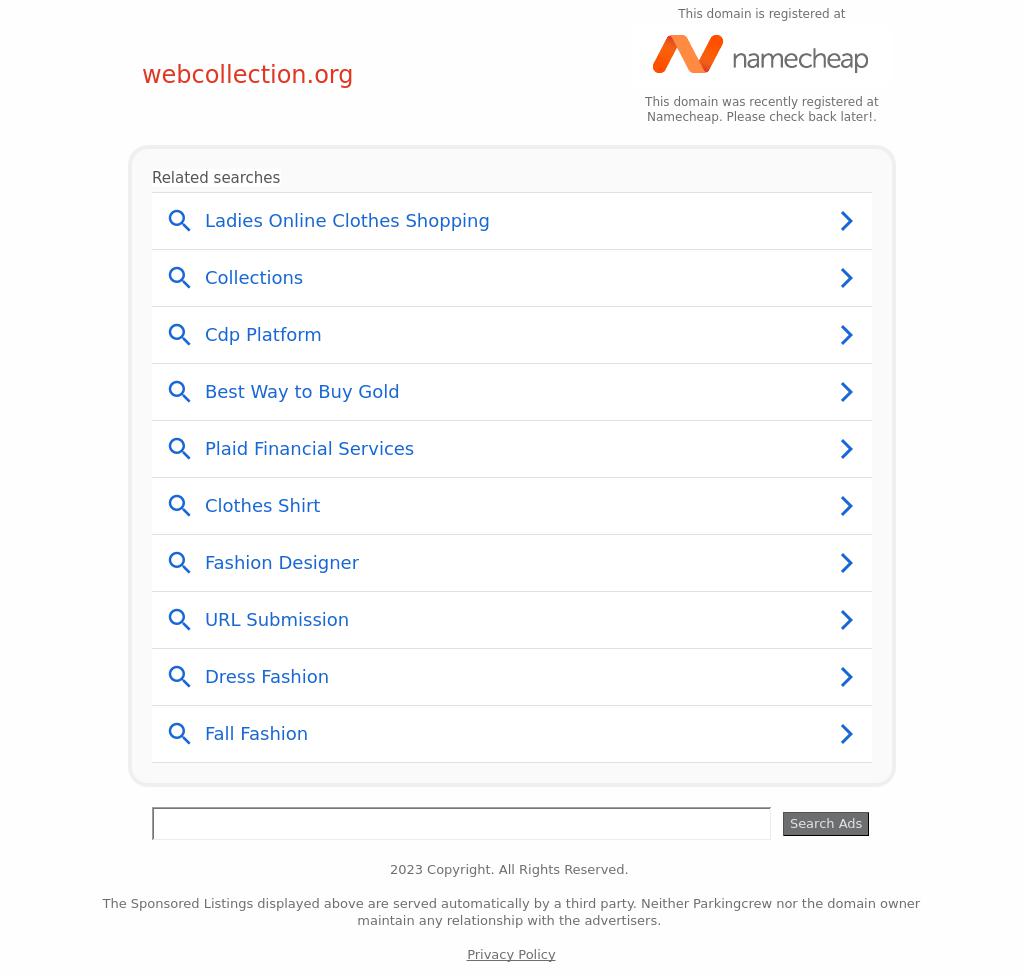 This domain is registered at
namecheap
webcollection.org
This domain was recently registered at
Namecheap. Please check back later!.
Related searches
Ladies Online Clothes Shopping
Collections
Cdp Platform
Best Way to Buy Gold
Plaid Financial Services
Clothes Shirt
Fashion Designer
URL Submission
Dress Fashion
Fall Fashion
Search Ads
2023 Copyright. All Rights Reserved.
The Sponsored Listings displayed above are served automatically by a third party. Neither Parkingcrew nor the domain owner
maintain any relationship with the advertisers.
Privacy Policy